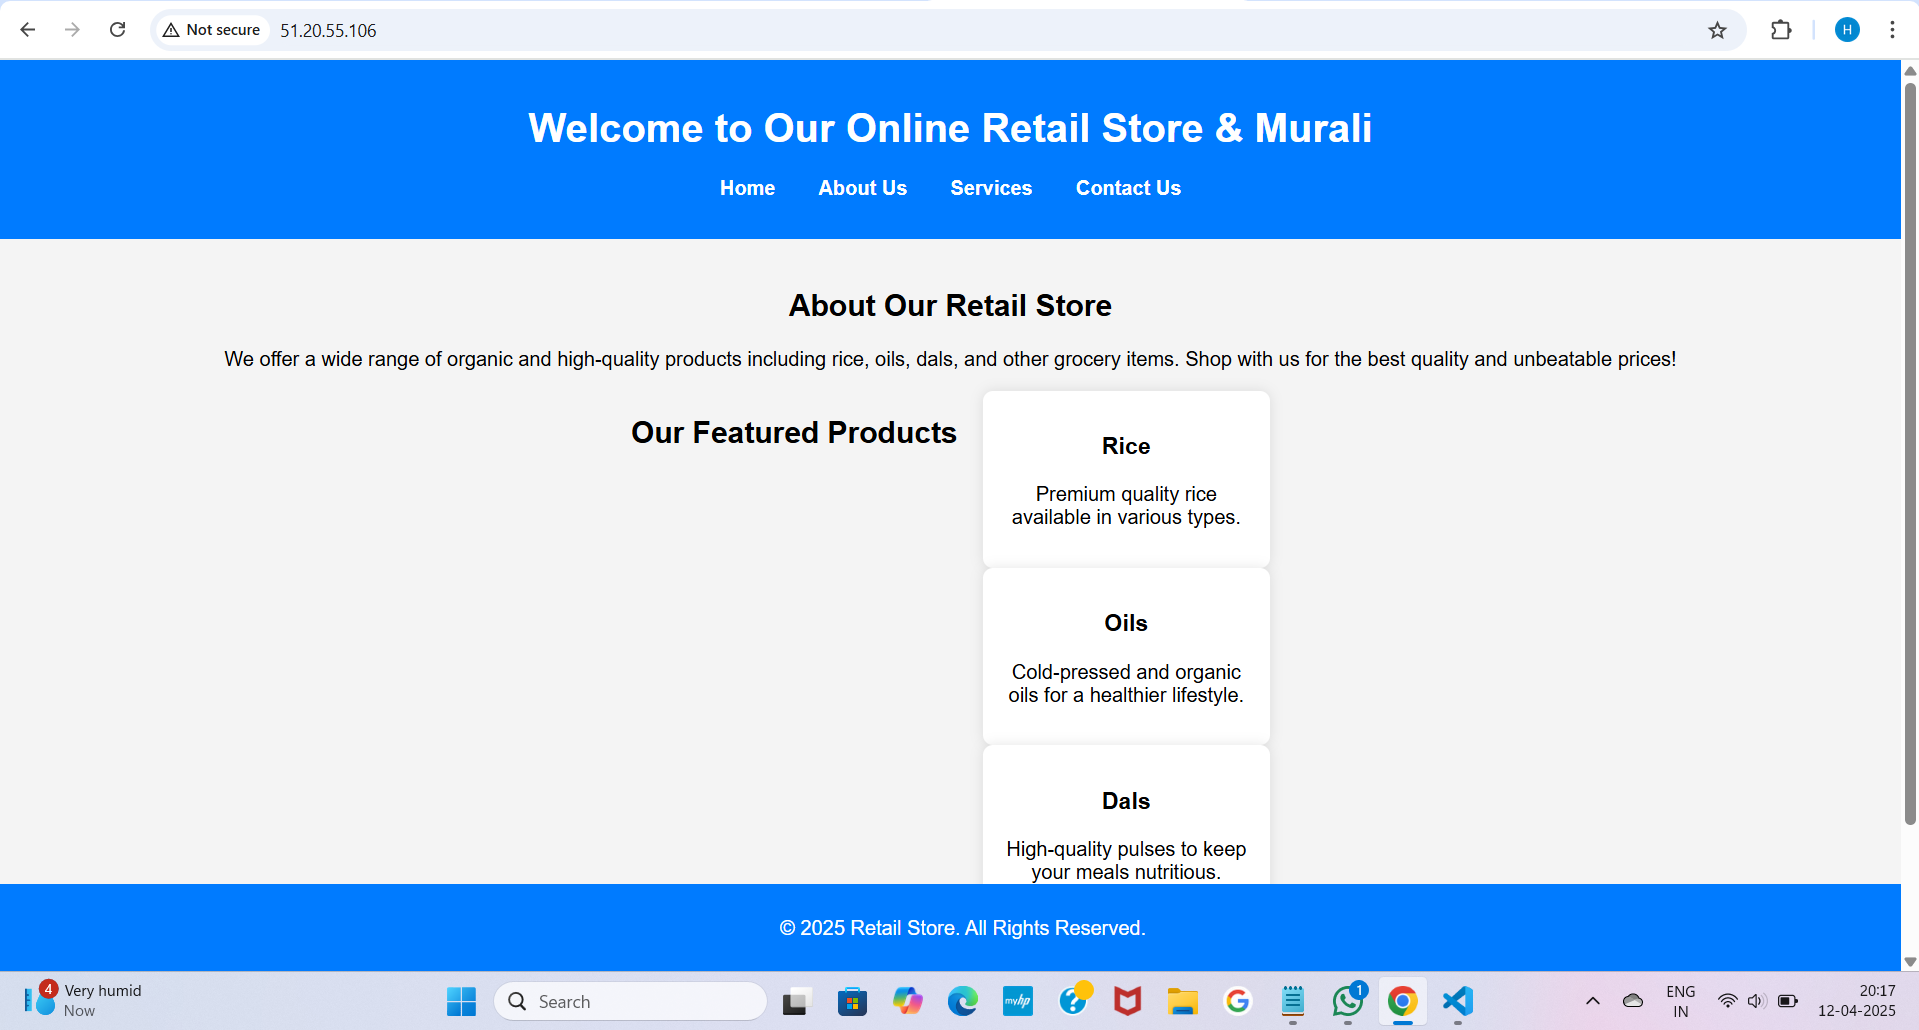 Not secure
51.20.55.106
H
Welcome to Our Online Retail Store & Murali
Home About Us Services Contact Us
About Our Retail Store
We offer a wide range of organic and high-quality products including rice, oils, dals, and other grocery items. Shop with us for the best quality and unbeatable prices!
Our Featured Products
Rice
Premium quality rice
available in various types.
Oils
Cold-pressed and organic
oils for a healthier lifestyle.
Dals
High-quality pulses to keep
your meals nutritious.
© 2025 Retail Store. All Rights Reserved.
4
Very humid
Now
Search
myhp
?
G
1
ENG
IN
20:17
12-04-2025